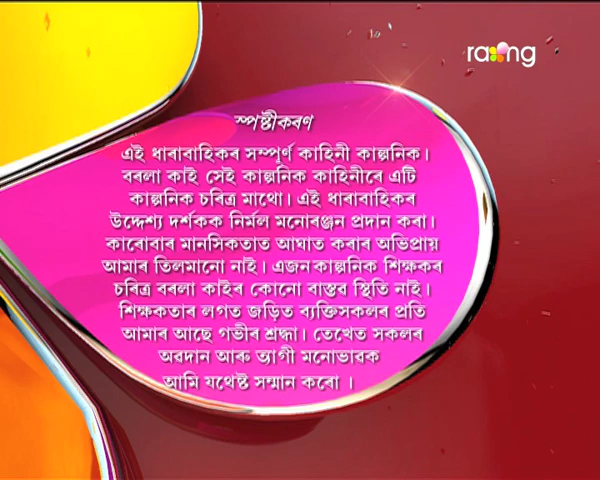 rang
স্পষ্টীকৰণ
এই ধাৰাবাহিকৰ সম্পূৰ্ণ কাহিনী কাল্পনিক।
বৰলা কাই সেই কাল্পনিক কাহিনীৰে এটি
কাল্পনিক চৰিত্ৰ মাথো। এই ধাৰাবাহিকৰ
উদ্দেশ্য দৰ্শকক নিৰ্মল মনোৰঞ্জন প্ৰদান কৰা।
কাৰোবাৰ মানসিকতাত আঘাত কৰাৰ অভিপ্ৰায়
আমাৰ তিলমানো নাই। এজন কাল্পনিক শিক্ষকৰ
চৰিত্ৰ বৰলা কাইৰ কোনো বাস্তৱ স্থিতি নাই।
শিক্ষকতাৰ লগত জড়িত ব্যক্তিসকলৰ প্ৰতি
আমাৰ আছে গভীৰ শ্ৰদ্ধা। তেখেত সকলৰ
অৱদান আৰু ত্যাগী মনোভাৱক
আমি যথেষ্ট সন্মান কৰো ।